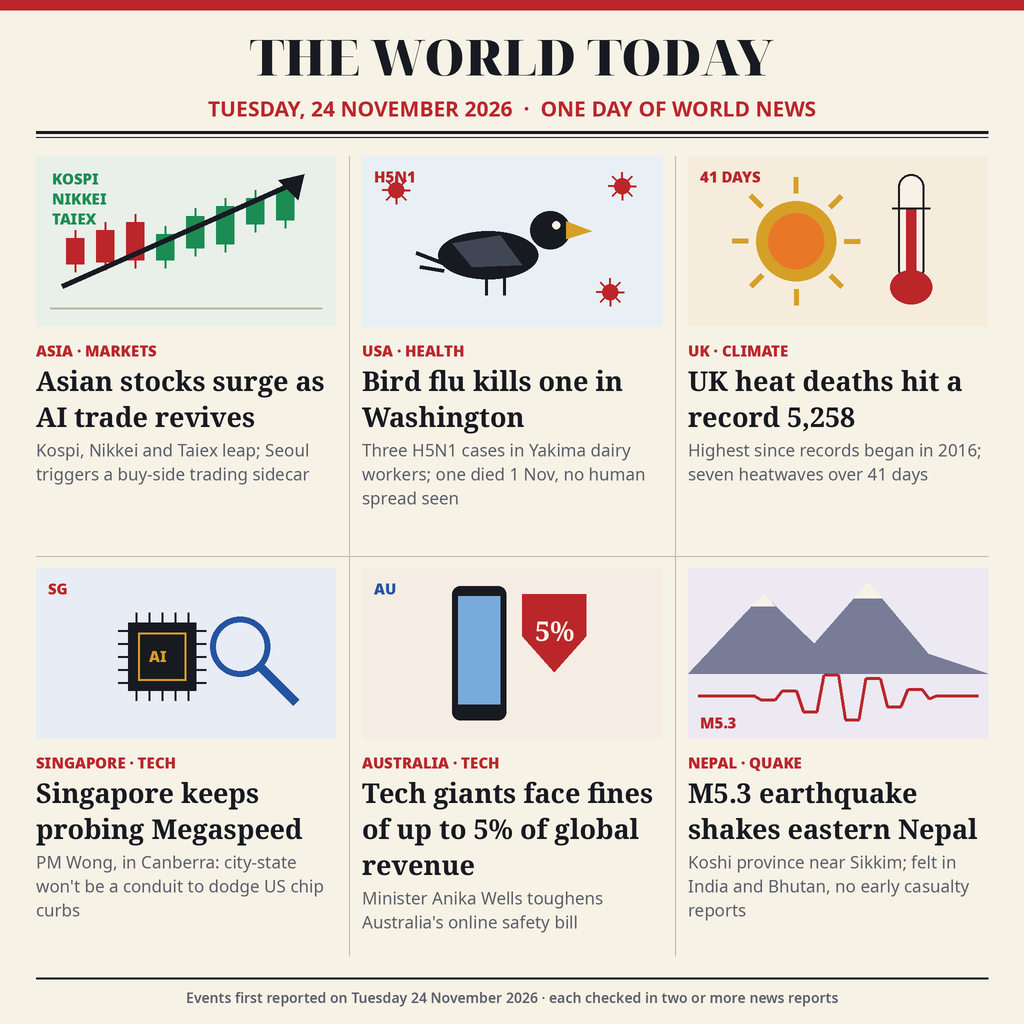 THE WORLD TODAY
TUESDAY, 24 NOVEMBER 2026 · ONE DAY OF WORLD NEWS
KOSPI
NIKKEI
TAIEX
ASIA · MARKETS
Asian stocks surge as
AI trade revives
Kospi, Nikkei and Taiex leap; Seoul
triggers a buy-side trading sidecar
H5N1
USA · HEALTH
Bird flu kills one in
Washington
Three H5N1 cases in Yakima dairy
workers; one died 1 Nov, no human
spread seen
41 DAYS
UK · CLIMATE
UK heat deaths hit a
record 5,258
Highest since records began in 2016;
seven heatwaves over 41 days
SG
AI
SINGAPORE · TECH
Singapore keeps
probing Megaspeed
PM Wong, in Canberra: city-state
won't be a conduit to dodge US chip
curbs
AU
5%
AUSTRALIA · TECH
Tech giants face fines
of up to 5% of global
revenue
Minister Anika Wells toughens
Australia's online safety bill
M5.3
NEPAL · QUAKE
M5.3 earthquake
shakes eastern Nepal
Koshi province near Sikkim; felt in
India and Bhutan, no early casualty
reports
Events first reported on Tuesday 24 November 2026 · each checked in two or more news reports